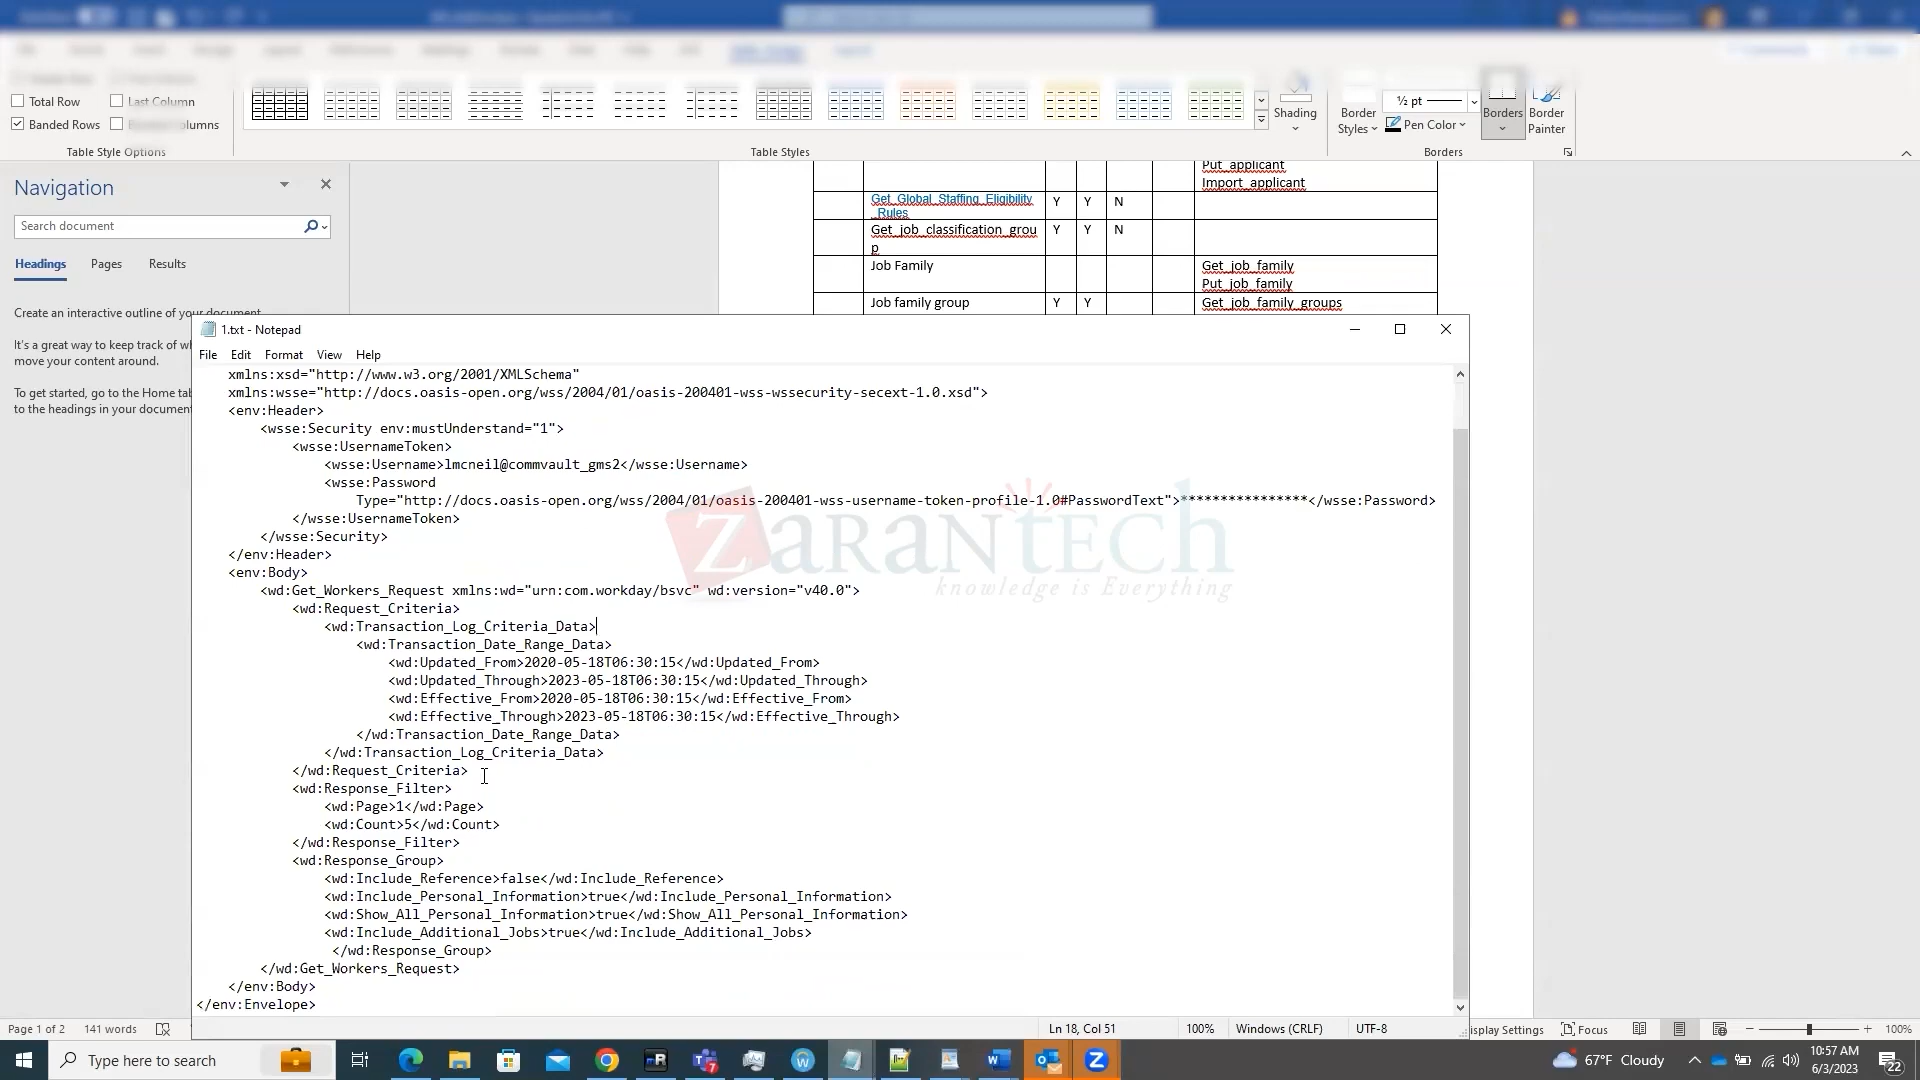 Total Row
Last Column
Banded Rows
Columns
Table Style Options
Table Styles
Shading
Border
Styles
½ pt
Pen Color
Borders
Border
Painter
Borders
Navigation
Search document
Headings
Pages
Results
Create an interactive outline of your document.
It's a great way to keep track of wh
move your content around.
To get started, go to the Home tab
to the headings in your document
Put_applicant
Import_applicant
Get_Global_Staffing_Eligibility
_Rules
Y Y N
Get_job_classification_grou
p
Y Y N
Job Family
Get_job_family
Put_job_family
Job family group
Y Y
Get_job_family_groups
1.txt - Notepad
File Edit Format View Help
xmlns:xsd="http://www.w3.org/2001/XMLSchema"
xmlns:wsse="http://docs.oasis-open.org/wss/2004/01/oasis-200401-wss-wssecurity-secext-1.0.xsd">
<env:Header>
<wsse:Security env:mustUnderstand="1">
<wsse:UsernameToken>
<wsse:Username>lmcneil@commvault_gms2</wsse:Username>
<wsse:Password
Type="http://docs.oasis-open.org/wss/2004/01/oasis-200401-wss-username-token-profile-1.0#PasswordText">****************</wsse:Password>
</wsse:UsernameToken>
</wsse:Security>
</env:Header>
<env:Body>
<wd:Get_Workers_Request xmlns:wd="urn:com.workday/bsvc" wd:version="v40.0">
<wd:Request_Criteria>
<wd:Transaction_Log_Criteria_Data>
<wd:Transaction_Date_Range_Data>
<wd:Updated_From>2020-05-18T06:30:15</wd:Updated_From>
<wd:Updated_Through>2023-05-18T06:30:15</wd:Updated_Through>
<wd:Effective_From>2020-05-18T06:30:15</wd:Effective_From>
<wd:Effective_Through>2023-05-18T06:30:15</wd:Effective_Through>
</wd:Transaction_Date_Range_Data>
</wd:Transaction_Log_Criteria_Data>
</wd:Request_Criteria>
<wd:Response_Filter>
<wd:Page>1</wd:Page>
<wd:Count>5</wd:Count>
</wd:Response_Filter>
<wd:Response_Group>
<wd:Include_Reference>false</wd:Include_Reference>
<wd:Include_Personal_Information>true</wd:Include_Personal_Information>
<wd:Show_All_Personal_Information>true</wd:Show_All_Personal_Information>
<wd:Include_Additional_Jobs>true</wd:Include_Additional_Jobs>
</wd:Response_Group>
</wd:Get_Workers_Request>
</env:Body>
</env:Envelope>
ZARANtech
knowledge is Everything
Ln 18, Col 51
100%
Windows (CRLF)
UTF-8
Page 1 of 2
141 words
isplay Settings
Focus
100%
Type here to search
67°F Cloudy
10:57 AM
6/3/2023
22